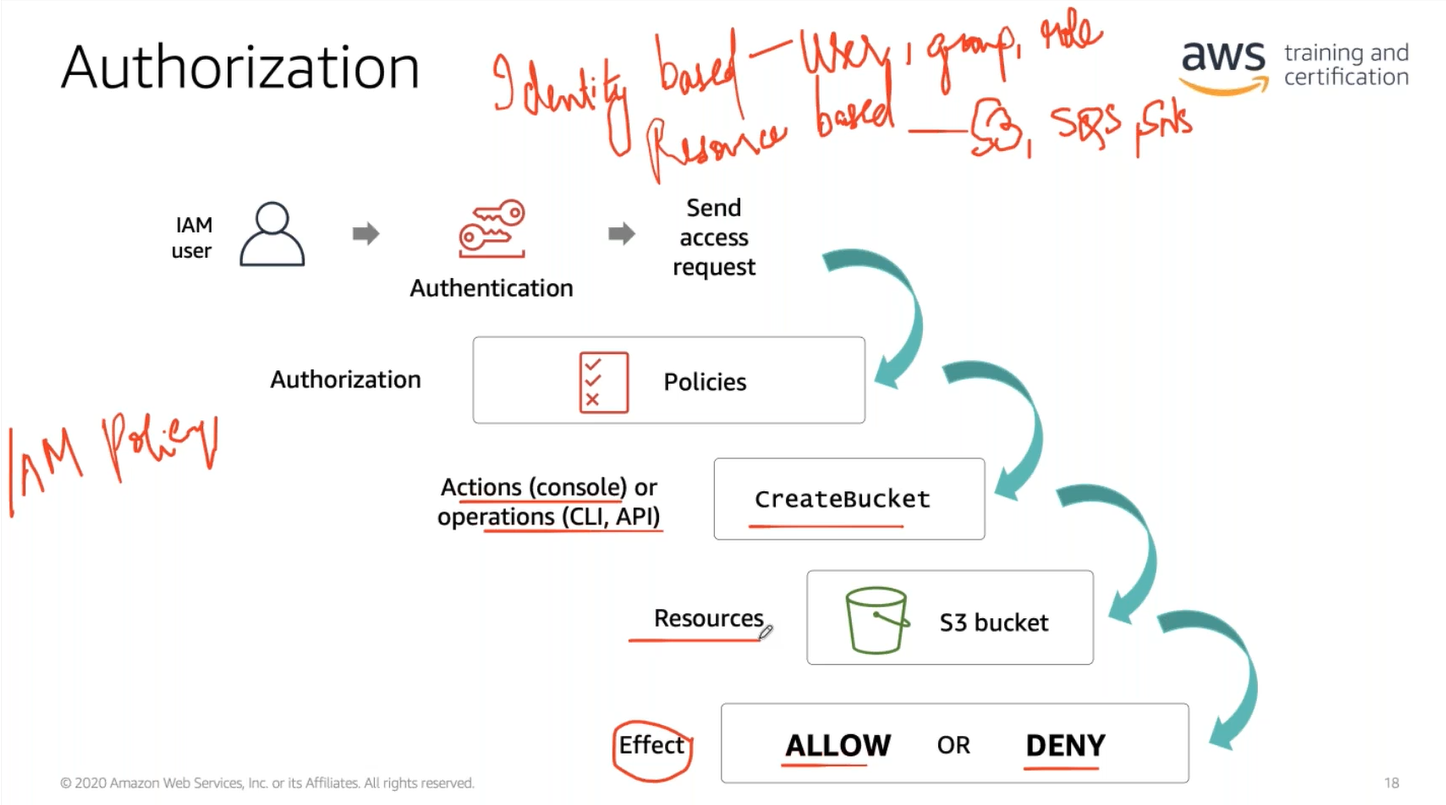 Authorization
Identity based – User, group, role
Resource based – S3, SQS, SNS
aws training and
certification
IAM
user
Authentication
Send
access
request
Authorization
Policies
IAM Policy
Actions (console) or
operations (CLI, API)
CreateBucket
Resources
S3 bucket
Effect
ALLOW OR DENY
© 2020 Amazon Web Services, Inc. or its Affiliates. All rights reserved.
18